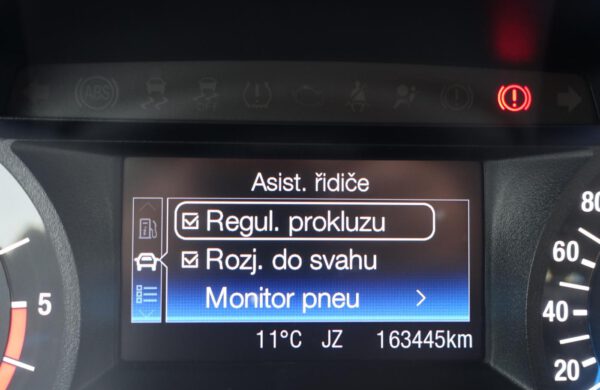 ABS
Asist. řidiče
Regul. prokluzu
Rozj. do svahu
Monitor pneu
11°C JZ 163445km
5
80
60
40
20